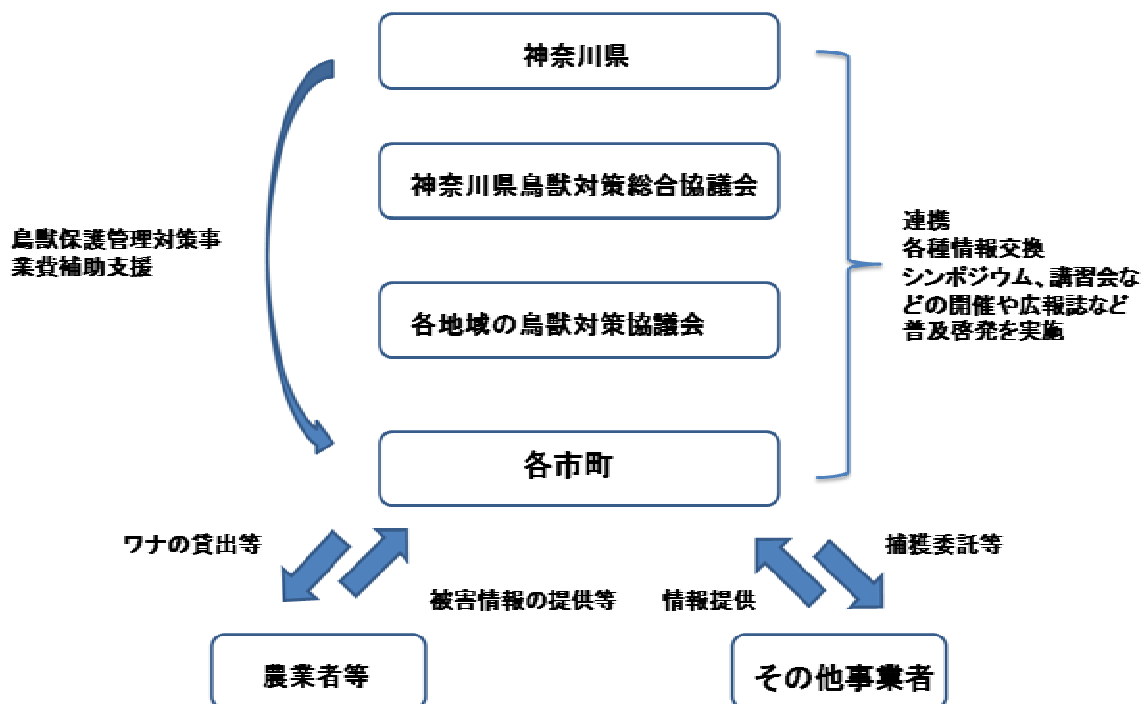 神奈川県
神奈川県鳥獣対策総合協議会
鳥獣保護管理対策事
業費補助支援
連携
各種情報交換
シンポジウム、講習会な
どの開催や広報誌など
普及啓発を実施
各地域の鳥獣対策協議会
各市町
ワナの貸出等
被害情報の提供等
情報提供
捕獲委託等
農業者等
その他事業者